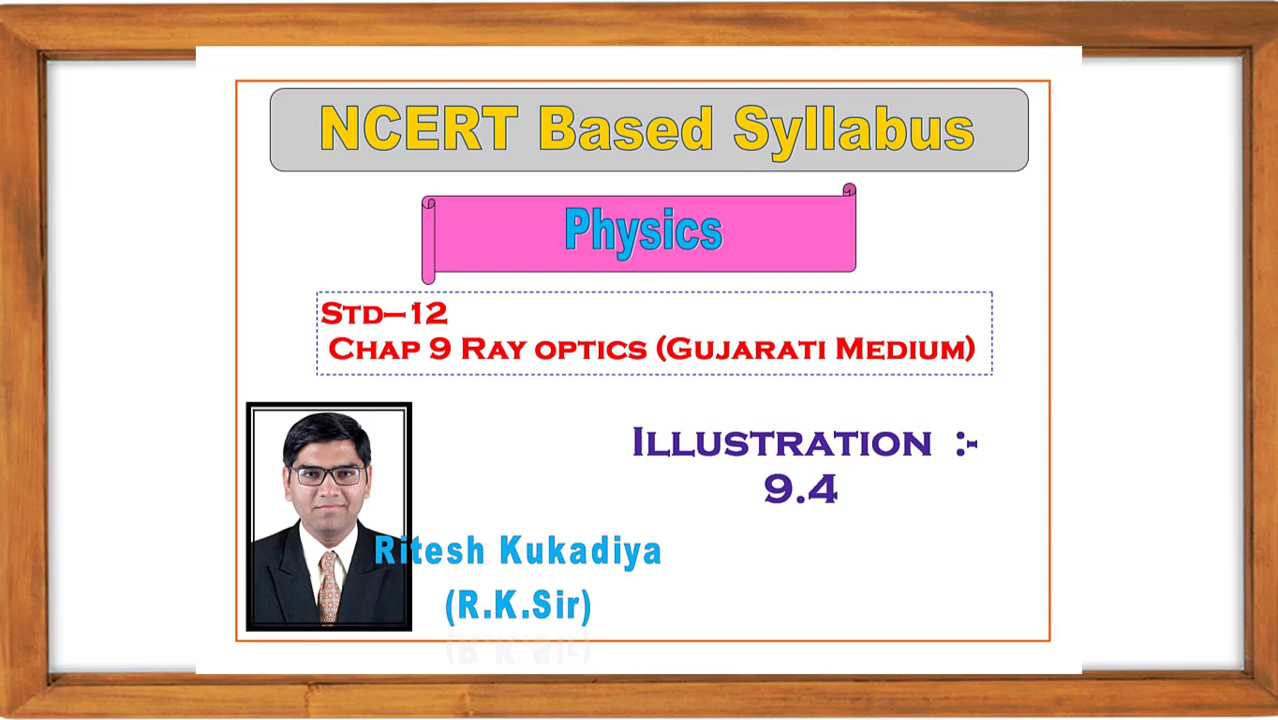 NCERT Based Syllabus
Physics
Std–12
Chap 9 Ray optics (Gujarati Medium)
Illustration :-
9.4
Ritesh Kukadiya
(R.K.Sir)